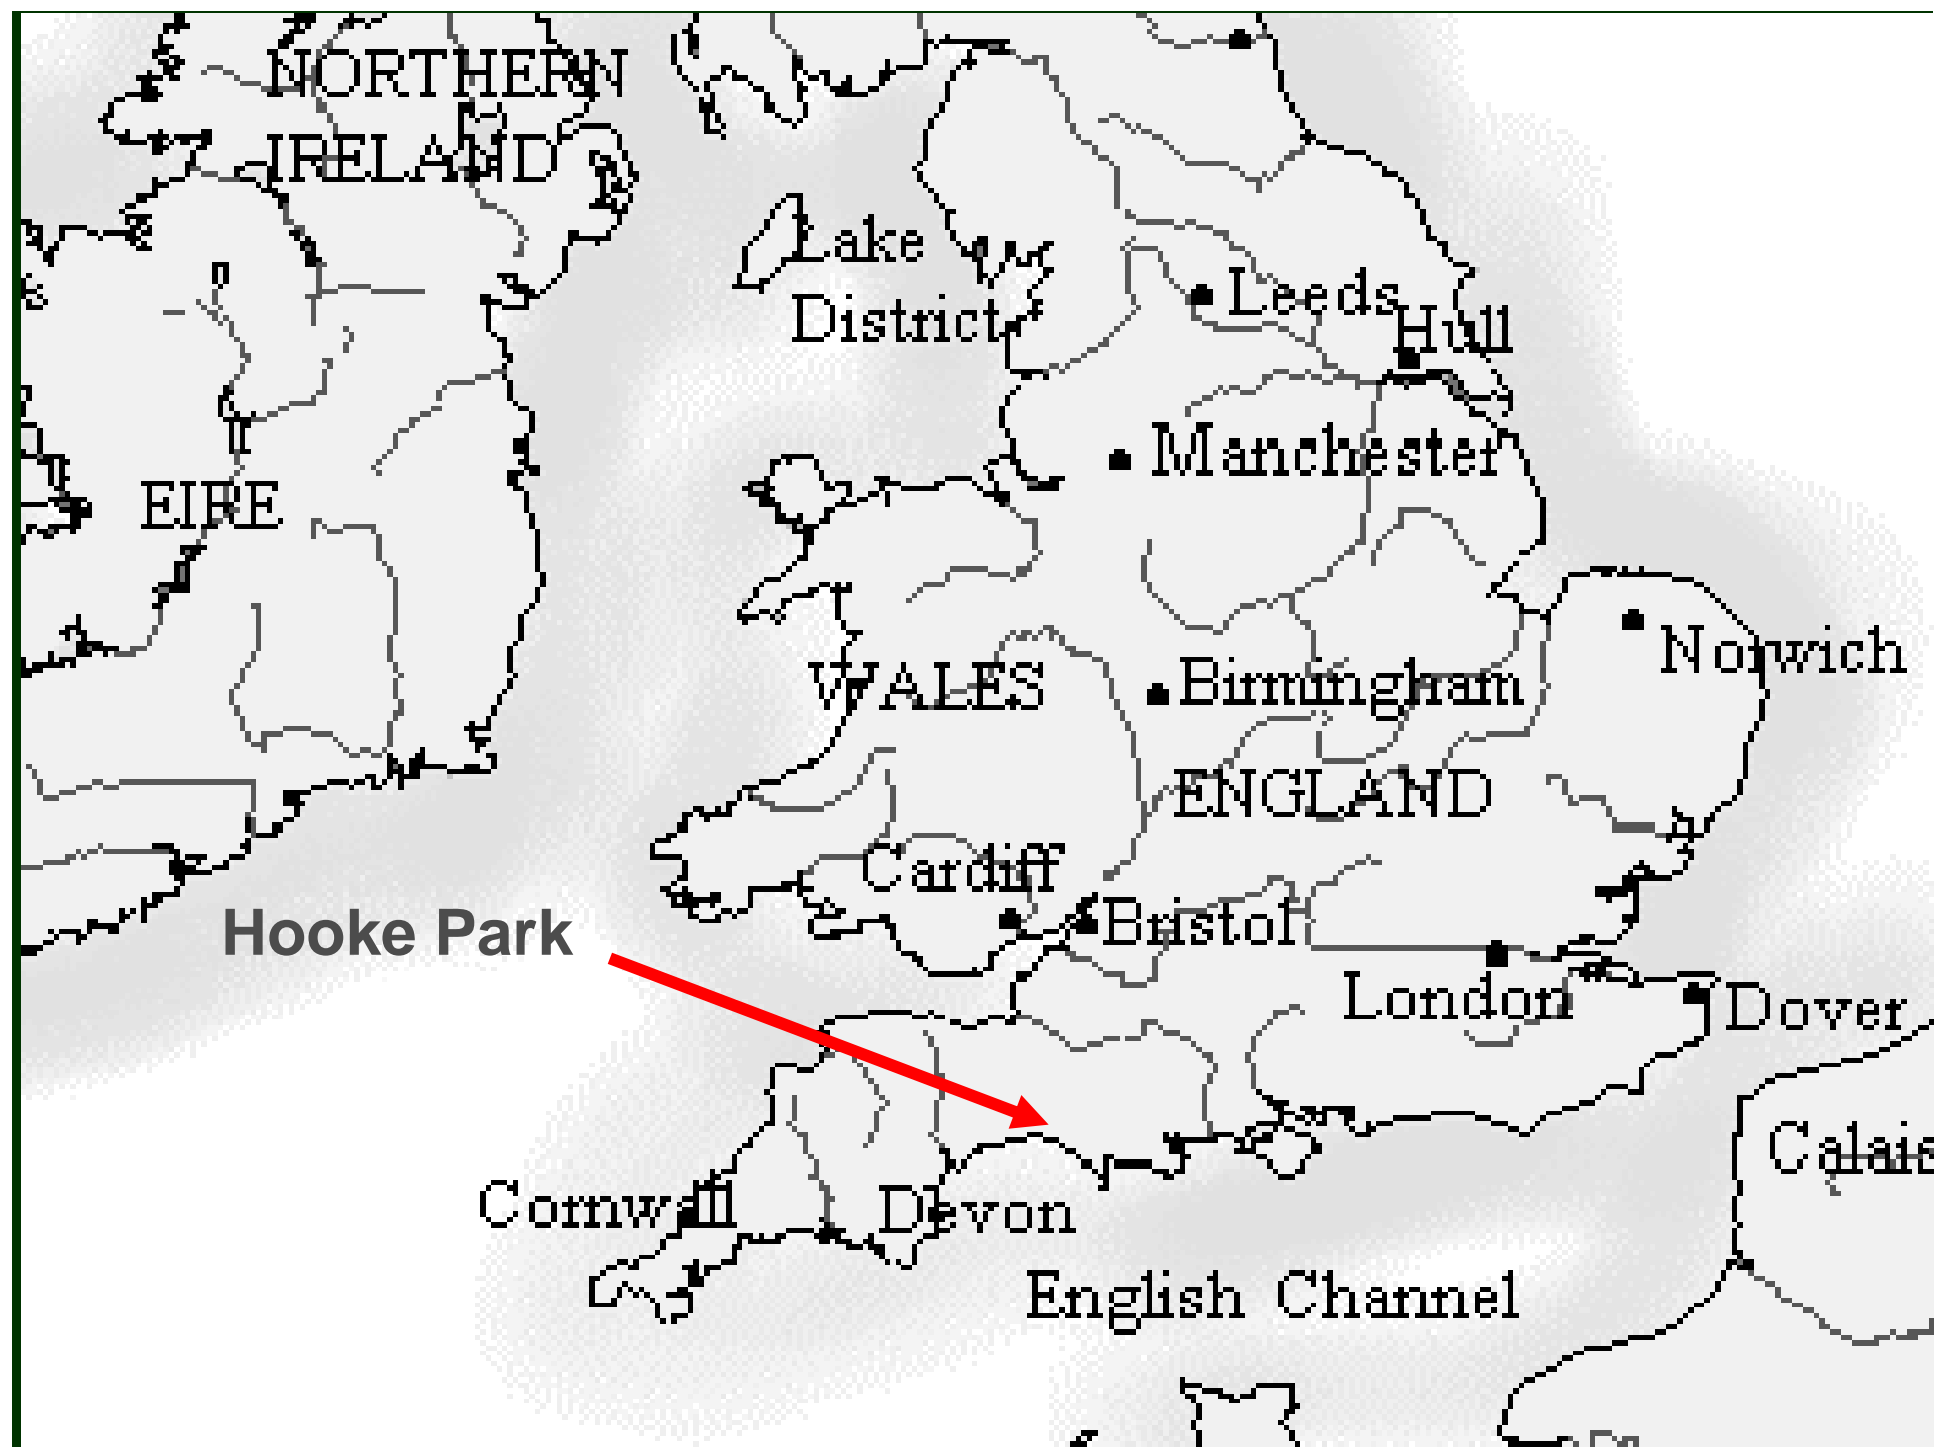 NORTHERN
IRELAND
Lake
District
Leeds
Hull
Manchester
EIRE
Norwich
WALES
Birmingham
ENGLAND
Cardiff
Bristol
Hooke Park
London
Dover
Calais
Cornwall
Devon
English Channel